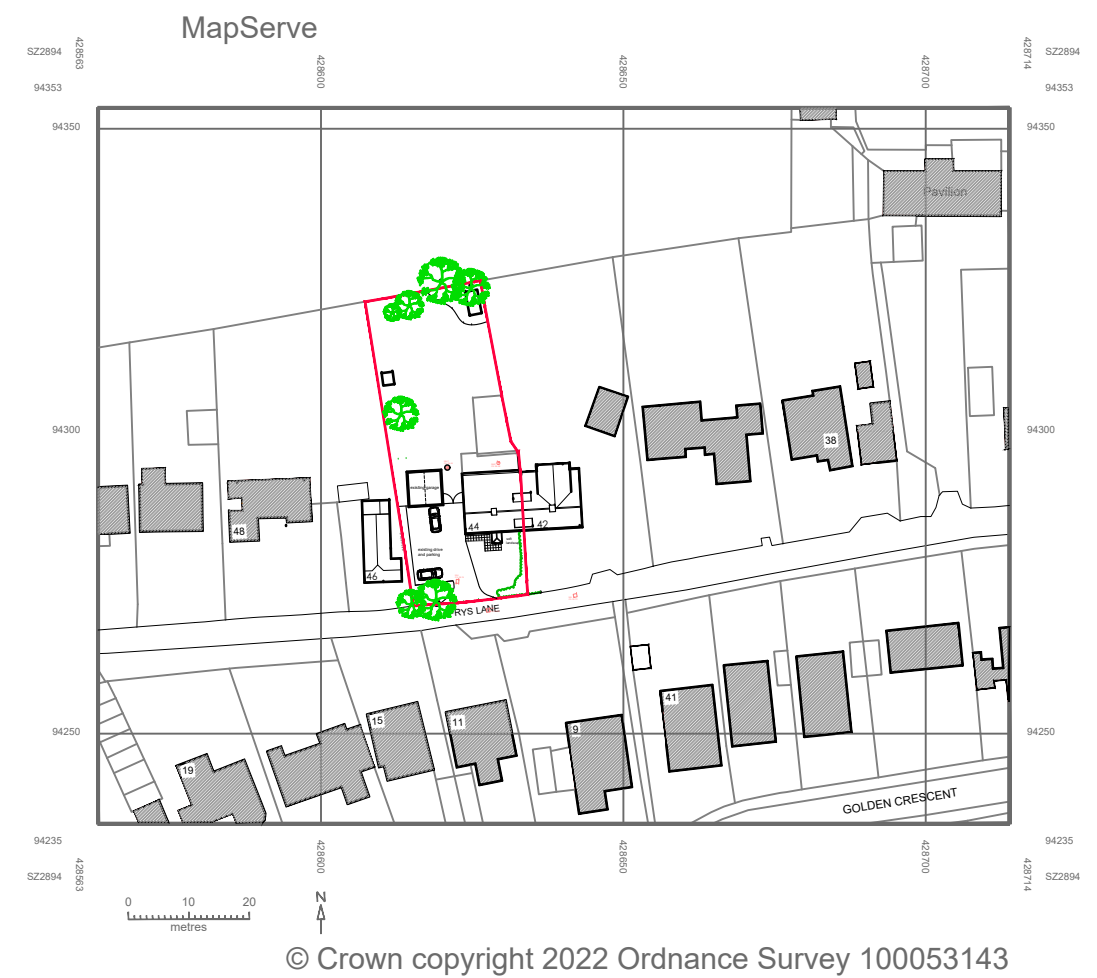 MapServe
SZ2894
428563
428600
428650
428700
428714
SZ2894
94353
94353
94350
94350
Pavilion
94300
94300
38
existing garage
48
44
42
existing drive
and parking
46
RYS LANE
41
15
11
9
94250
94250
19
GOLDEN CRESCENT
94235
94235
SZ2894
428563
428600
428650
428700
428714
SZ2894
0 10 20
metres
N
© Crown copyright 2022 Ordnance Survey 100053143